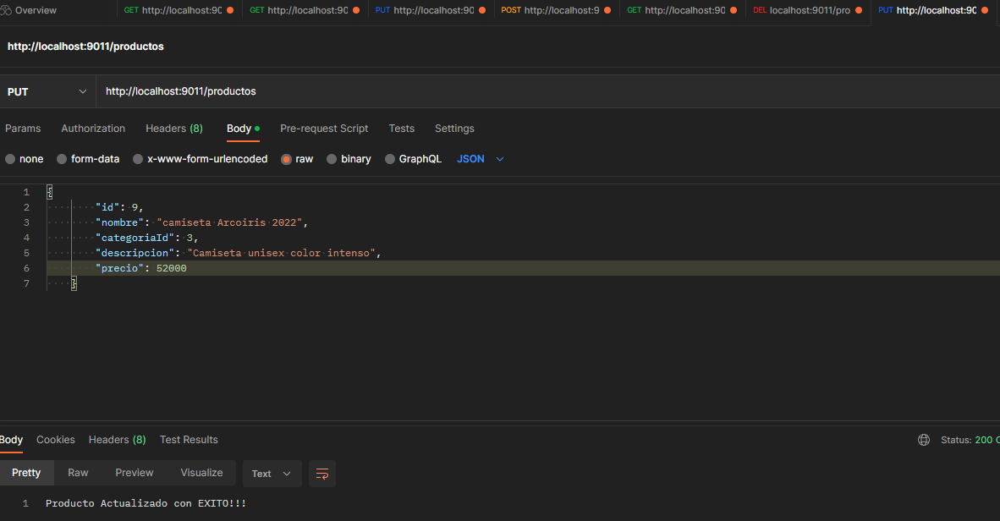 Overview GET http://localhost:90 GET http://localhost:90 PUT http://localhost:90 POST http://localhost:9 GET http://localhost:90 DEL localhost:9011/pro PUT http://localhost:90
http://localhost:9011/productos
PUT http://localhost:9011/productos
Params Authorization Headers (8) Body Pre-request Script Tests Settings
none form-data x-www-form-urlencoded raw binary GraphQL JSON
1 {
2 "id": 9,
3 "nombre": "camiseta Arcoiris 2022",
4 "categoriaId": 3,
5 "descripcion": "Camiseta unisex color intenso",
6 "precio": 52000
7 }
Body Cookies Headers (8) Test Results Status: 200
Pretty Raw Preview Visualize Text
1 Producto Actualizado con EXITO!!!